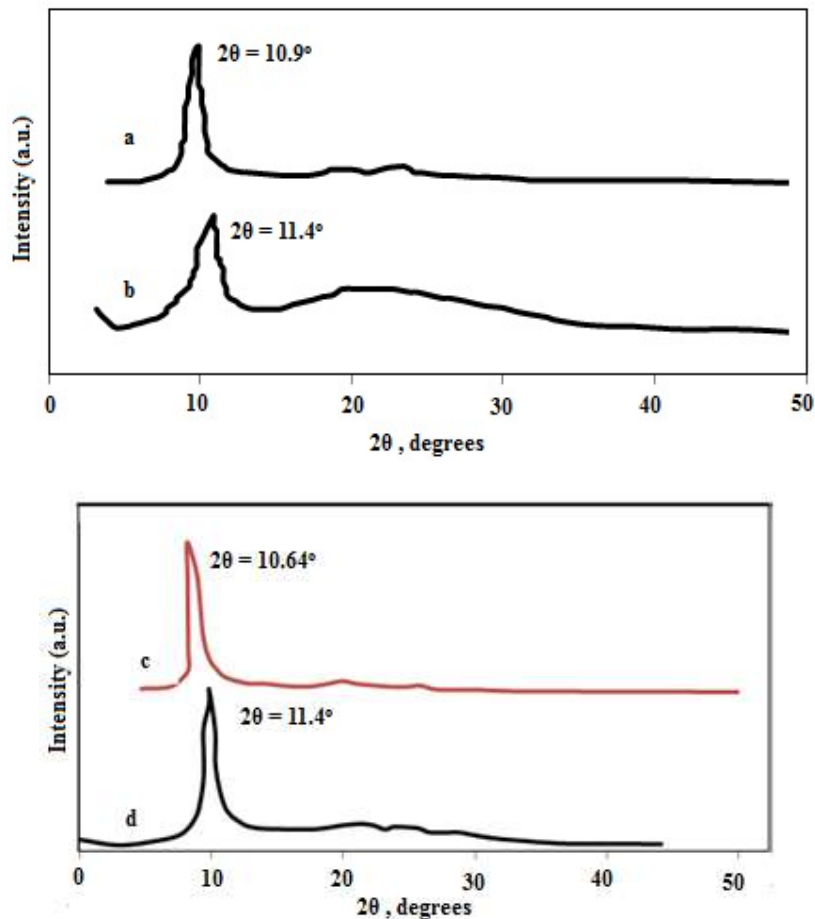 2θ = 10.9°
a
Intensity (a.u.)
2θ = 11.4°
b
0 10 20 30 40 50
2θ , degrees
2θ = 10.64°
c
Intensity (a.u.)
2θ = 11.4°
d
0 10 20 30 40 50
2θ , degrees